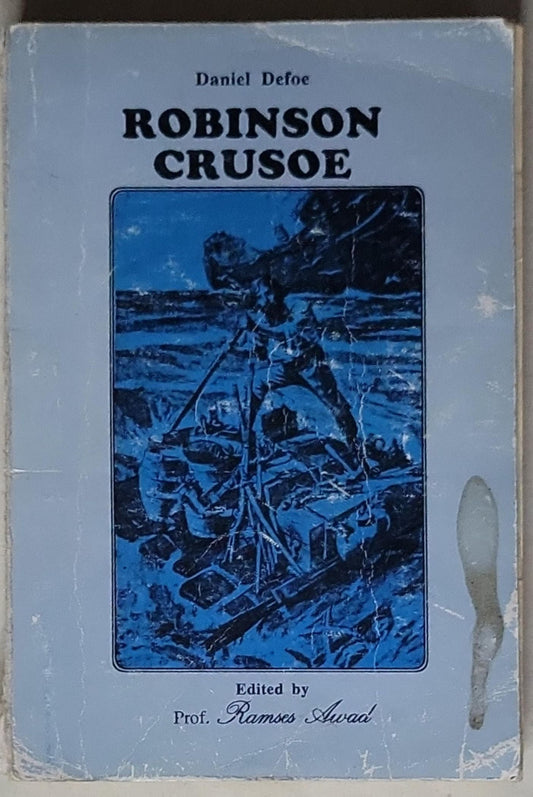 Daniel Defoe
ROBINSON
CRUSOE
Edited by
Prof. Ramses Awad